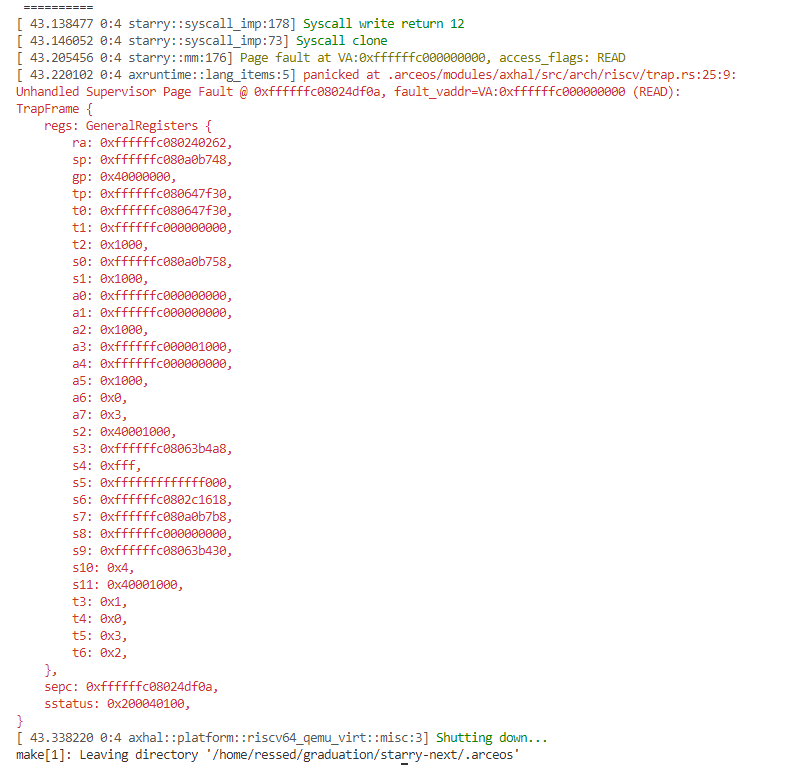 ==========
[ 43.138477 0:4 starry::syscall_imp:178] Syscall write return 12
[ 43.146052 0:4 starry::syscall_imp:73] Syscall clone
[ 43.205456 0:4 starry::mm:176] Page fault at VA:0xffffffc000000000, access_flags: READ
[ 43.220102 0:4 axruntime::lang_items:5] panicked at .arceos/modules/axhal/src/arch/riscv/trap.rs:25:9:
Unhandled Supervisor Page Fault @ 0xffffffc08024df0a, fault_vaddr=VA:0xffffffc000000000 (READ):
TrapFrame {
    regs: GeneralRegisters {
        ra: 0xffffffc080240262,
        sp: 0xffffffc080a0b748,
        gp: 0x40000000,
        tp: 0xffffffc080647f30,
        t0: 0xffffffc080647f30,
        t1: 0xffffffc000000000,
        t2: 0x1000,
        s0: 0xffffffc080a0b758,
        s1: 0x1000,
        a0: 0xffffffc000000000,
        a1: 0xffffffc000000000,
        a2: 0x1000,
        a3: 0xffffffc000001000,
        a4: 0xffffffc000000000,
        a5: 0x1000,
        a6: 0x0,
        a7: 0x3,
        s2: 0x40001000,
        s3: 0xffffffc08063b4a8,
        s4: 0xfff,
        s5: 0xfffffffffffff000,
        s6: 0xffffffc0802c1618,
        s7: 0xffffffc080a0b7b8,
        s8: 0xffffffc000000000,
        s9: 0xffffffc08063b430,
        s10: 0x4,
        s11: 0x40001000,
        t3: 0x1,
        t4: 0x0,
        t5: 0x3,
        t6: 0x2,
    },
    sepc: 0xffffffc08024df0a,
    sstatus: 0x200040100,
}
[ 43.338220 0:4 axhal::platform::riscv64_qemu_virt::misc:3] Shutting down...
make[1]: Leaving directory '/home/ressed/graduation/starry-next/.arceos'